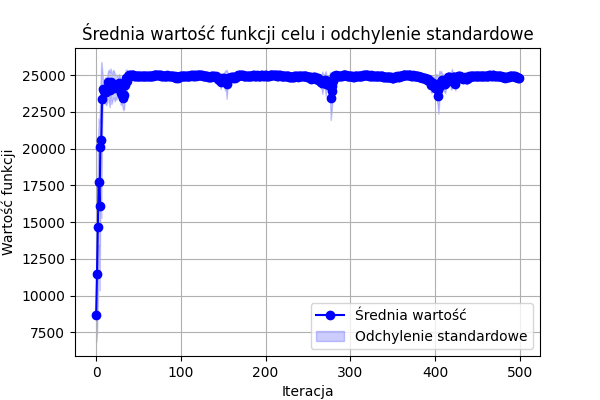 Średnia wartość funkcji celu i odchylenie standardowe
Wartość funkcji
25000
22500
20000
17500
15000
12500
10000
7500
0 100 200 300 400 500
Iteracja
Średnia wartość
Odchylenie standardowe